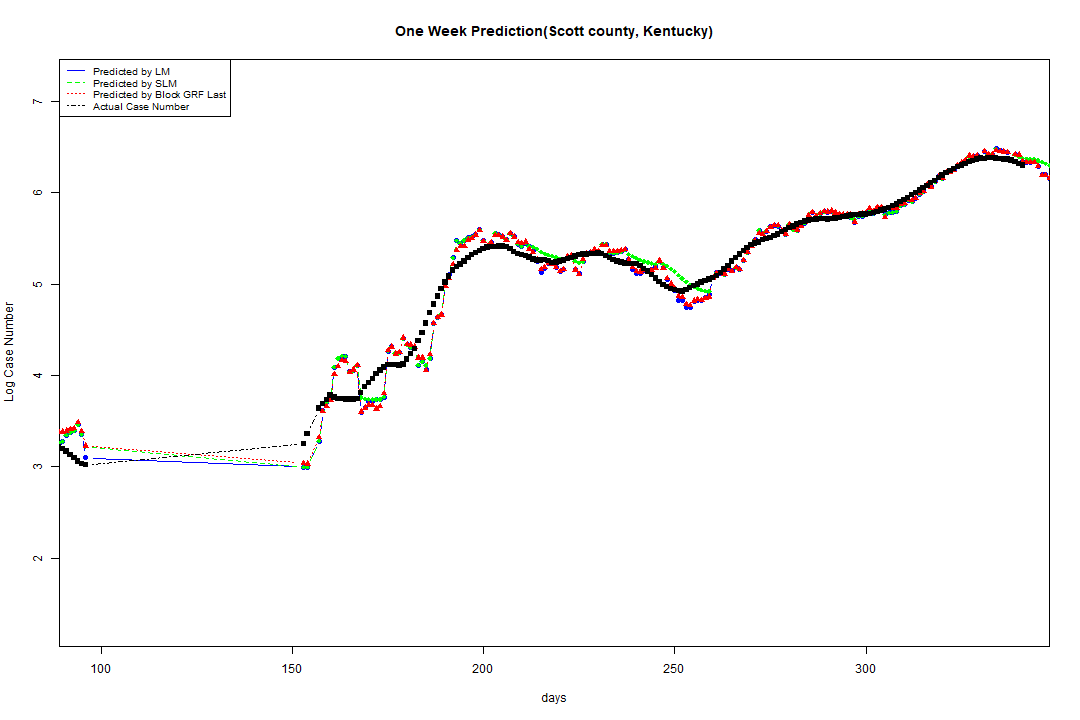 One Week Prediction(Scott county, Kentucky)
Predicted by LM
Predicted by SLM
Predicted by Block GRF Last
Actual Case Number
7
6
5
4
3
2
Log Case Number
100 150 200 250 300
days